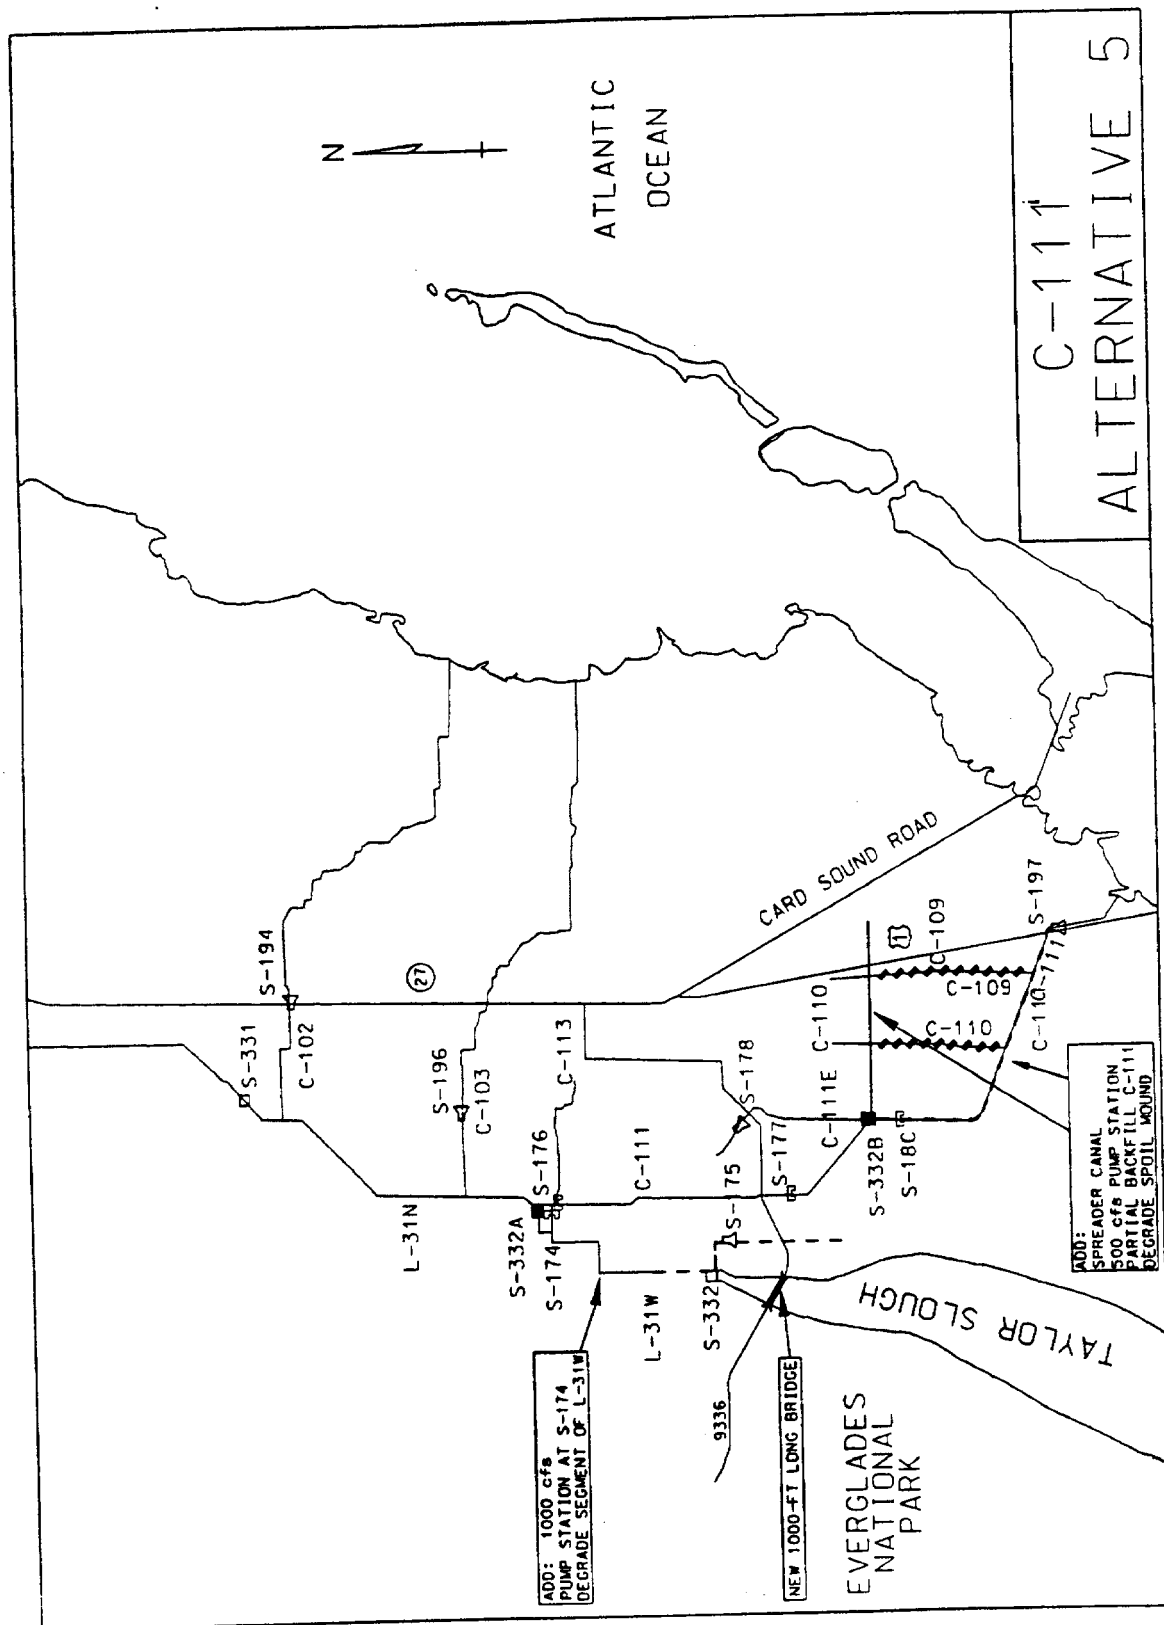 N
ATLANTIC
OCEAN
C-111
ALTERNATIVE 5
S-194
S-331
C-102
27
S-196
C-103
L-31N
C-113
S-176
S-332A
S-174
C-111
L-31W
S-332
S-175
S-178
S-177
C-111E
S-332B
S-18C
C-110
C-110
C-110
C-109
C-109
1
C-111
S-197
CARD SOUND ROAD
9336
TAYLOR SLOUGH
EVERGLADES
NATIONAL
PARK
ADD: 1000 cfs
PUMP STATION AT S-174
DEGRADE SEGMENT OF L-31W
NEW 1000-FT LONG BRIDGE
ADD:
SPREADER CANAL
500 cfs PUMP STATION
PARTIAL BACKFILL C-111
DEGRADE SPOIL MOUND